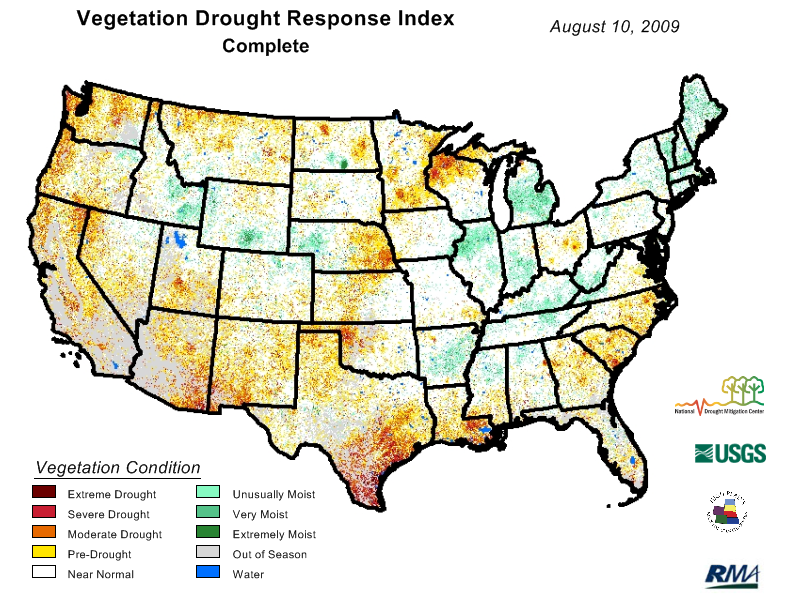 Vegetation Drought Response Index
Complete
August 10, 2009
National Drought Mitigation Center
USGS
RMA
Vegetation Condition
Extreme Drought
Severe Drought
Moderate Drought
Pre-Drought
Near Normal
Unusually Moist
Very Moist
Extremely Moist
Out of Season
Water